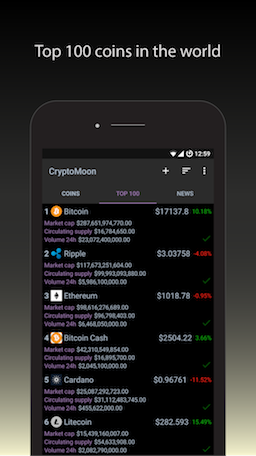 Top 100 coins in the world
12:59
CryptoMoon
COINS TOP 100 NEWS
1 Bitcoin $17137.8 10.18%
Market cap $287,651,974,770.00
Circulating supply $16,784,650.00
Volume 24h $23,072,400,000.00
2 Ripple $3.03758 -4.08%
Market cap $117,673,251,604.00
Circulating supply $99,993,093,880.00
Volume 24h $5,986,100,000.00
3 Ethereum $1018.78 -0.95%
Market cap $98,616,276,689.00
Circulating supply $96,798,403.00
Volume 24h $6,468,050,000.00
4 Bitcoin Cash $2504.22 3.66%
Market cap $42,310,549,854.00
Circulating supply $16,895,700.00
Volume 24h $2,045,100,000.00
5 Cardano $0.96761 -11.52%
Market cap $25,087,292,723.00
Circulating supply $31,112,483,745.00
Volume 24h $455,622,000.00
6 Litecoin $282.593 15.49%
Market cap $15,439,160,007.00
Circulating supply $54,633,908.00
Volume 24h $2,082,790,000.00